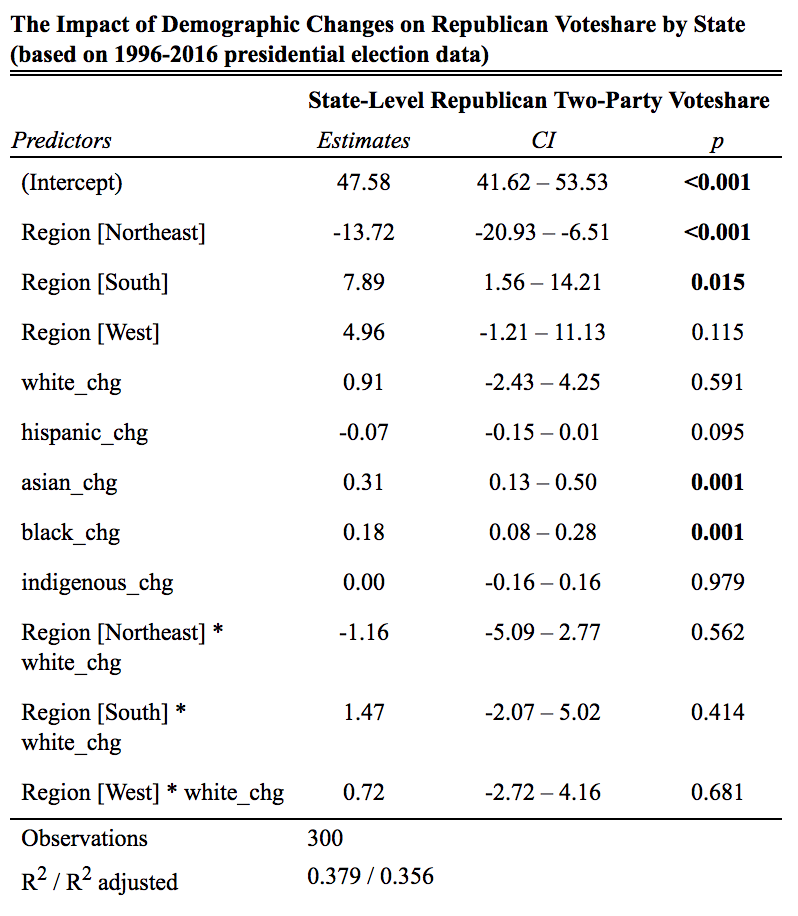 The Impact of Demographic Changes on Republican Voteshare by State
(based on 1996-2016 presidential election data)
State-Level Republican Two-Party Voteshare
Predictors Estimates CI p
(Intercept) 47.58 41.62 – 53.53 <0.001
Region [Northeast] -13.72 -20.93 – -6.51 <0.001
Region [South] 7.89 1.56 – 14.21 0.015
Region [West] 4.96 -1.21 – 11.13 0.115
white_chg 0.91 -2.43 – 4.25 0.591
hispanic_chg -0.07 -0.15 – 0.01 0.095
asian_chg 0.31 0.13 – 0.50 0.001
black_chg 0.18 0.08 – 0.28 0.001
indigenous_chg 0.00 -0.16 – 0.16 0.979
Region [Northeast] * -1.16 -5.09 – 2.77 0.562
white_chg
Region [South] * 1.47 -2.07 – 5.02 0.414
white_chg
Region [West] * white_chg 0.72 -2.72 – 4.16 0.681
Observations 300
R2 / R2 adjusted 0.379 / 0.356